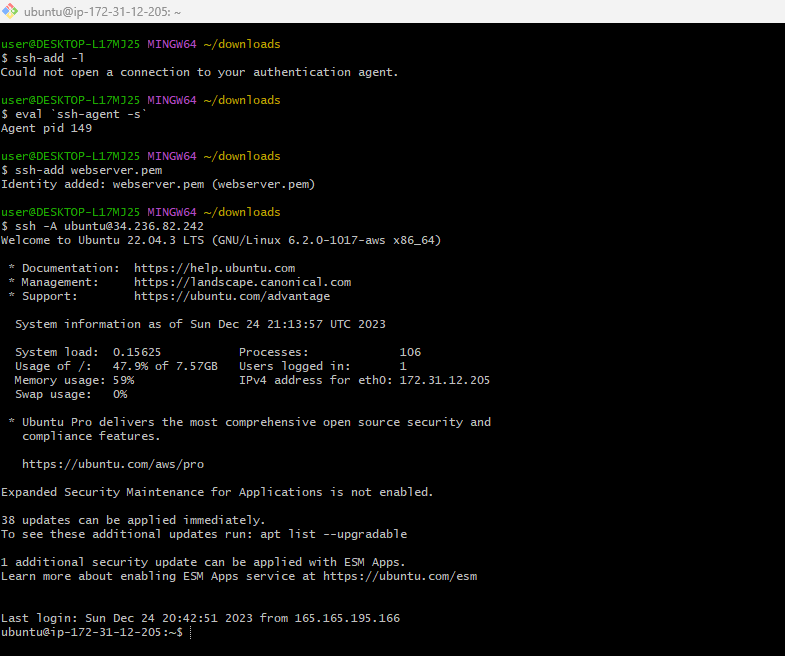 ubuntu@ip-172-31-12-205: ~
user@DESKTOP-L17MJ25 MINGW64 ~/downloads
$ ssh-add -l
Could not open a connection to your authentication agent.
user@DESKTOP-L17MJ25 MINGW64 ~/downloads
$ eval `ssh-agent -s`
Agent pid 149
user@DESKTOP-L17MJ25 MINGW64 ~/downloads
$ ssh-add webserver.pem
Identity added: webserver.pem (webserver.pem)
user@DESKTOP-L17MJ25 MINGW64 ~/downloads
$ ssh -A ubuntu@34.236.82.242
Welcome to Ubuntu 22.04.3 LTS (GNU/Linux 6.2.0-1017-aws x86_64)
* Documentation:  https://help.ubuntu.com
* Management:     https://landscape.canonical.com
* Support:        https://ubuntu.com/advantage
System information as of Sun Dec 24 21:13:57 UTC 2023
System load:  0.15625           Processes:             106
Usage of /:   47.9% of 7.57GB   Users logged in:       1
Memory usage: 59%               IPv4 address for eth0: 172.31.12.205
Swap usage:   0%
* Ubuntu Pro delivers the most comprehensive open source security and
compliance features.
https://ubuntu.com/aws/pro
Expanded Security Maintenance for Applications is not enabled.
38 updates can be applied immediately.
To see these additional updates run: apt list --upgradable
1 additional security update can be applied with ESM Apps.
Learn more about enabling ESM Apps service at https://ubuntu.com/esm
Last login: Sun Dec 24 20:42:51 2023 from 165.165.195.166
ubuntu@ip-172-31-12-205:~$